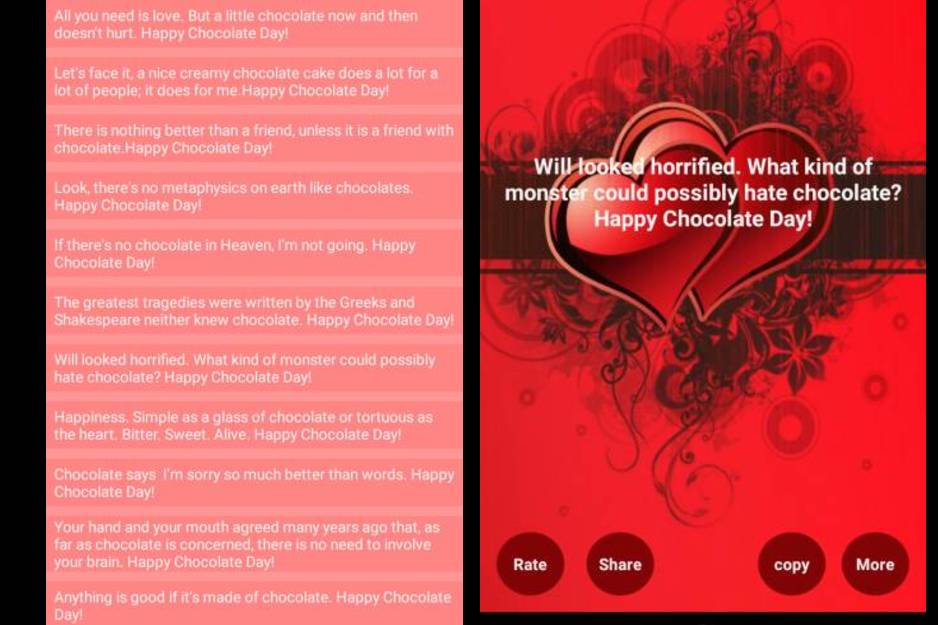 All you need is love. But a little chocolate now and then
doesn't hurt. Happy Chocolate Day!
Let's face it, a nice creamy chocolate cake does a lot for a
lot of people; it does for me.Happy Chocolate Day!
There is nothing better than a friend, unless it is a friend with
chocolate.Happy Chocolate Day!
Look, there's no metaphysics on earth like chocolates.
Happy Chocolate Day!
If there's no chocolate in Heaven, I'm not going. Happy
Chocolate Day!
The greatest tragedies were written by the Greeks and
Shakespeare neither knew chocolate. Happy Chocolate Day!
Will looked horrified. What kind of monster could possibly
hate chocolate? Happy Chocolate Day!
Happiness. Simple as a glass of chocolate or tortuous as
the heart. Bitter. Sweet. Alive. Happy Chocolate Day!
Chocolate says  I'm sorry so much better than words. Happy
Chocolate Day!
Your hand and your mouth agreed many years ago that, as
far as chocolate is concerned, there is no need to involve
your brain. Happy Chocolate Day!
Anything is good if it's made of chocolate. Happy Chocolate
Day!
Will looked horrified. What kind of
monster could possibly hate chocolate?
Happy Chocolate Day!
Rate
Share
copy
More